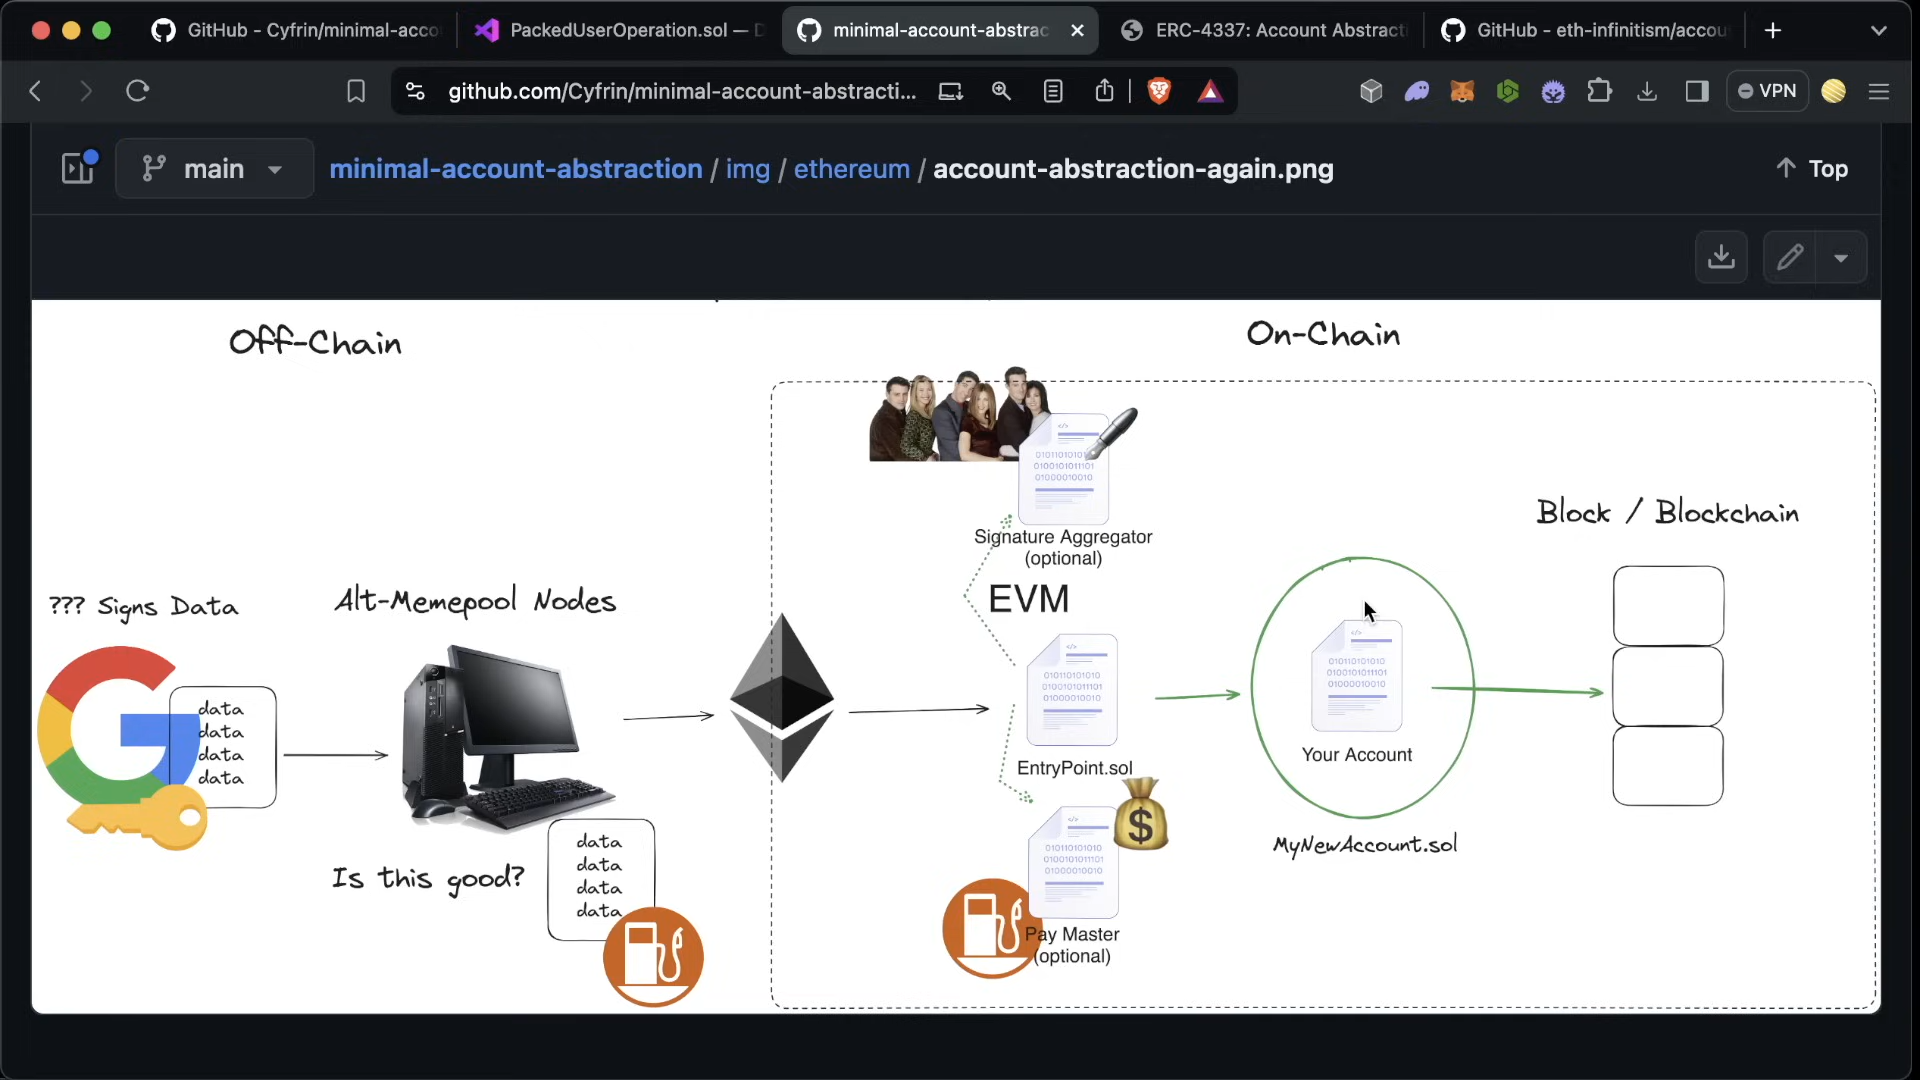 GitHub - Cyfrin/minimal-acco
PackedUserOperation.sol —
minimal-account-abstrac
ERC-4337: Account Abstract
GitHub - eth-infinitism/accou
github.com/Cyfrin/minimal-account-abstracti...
VPN
main
minimal-account-abstraction / img / ethereum / account-abstraction-again.png
Top
Off-Chain
On-Chain
Signature Aggregator
(optional)
Block / Blockchain
??? Signs Data
Alt-Memepool Nodes
EVM
data
data
data
data
EntryPoint.sol
Your Account
MyNewAccount.sol
Is this good?
data
data
data
data
Pay Master
(optional)